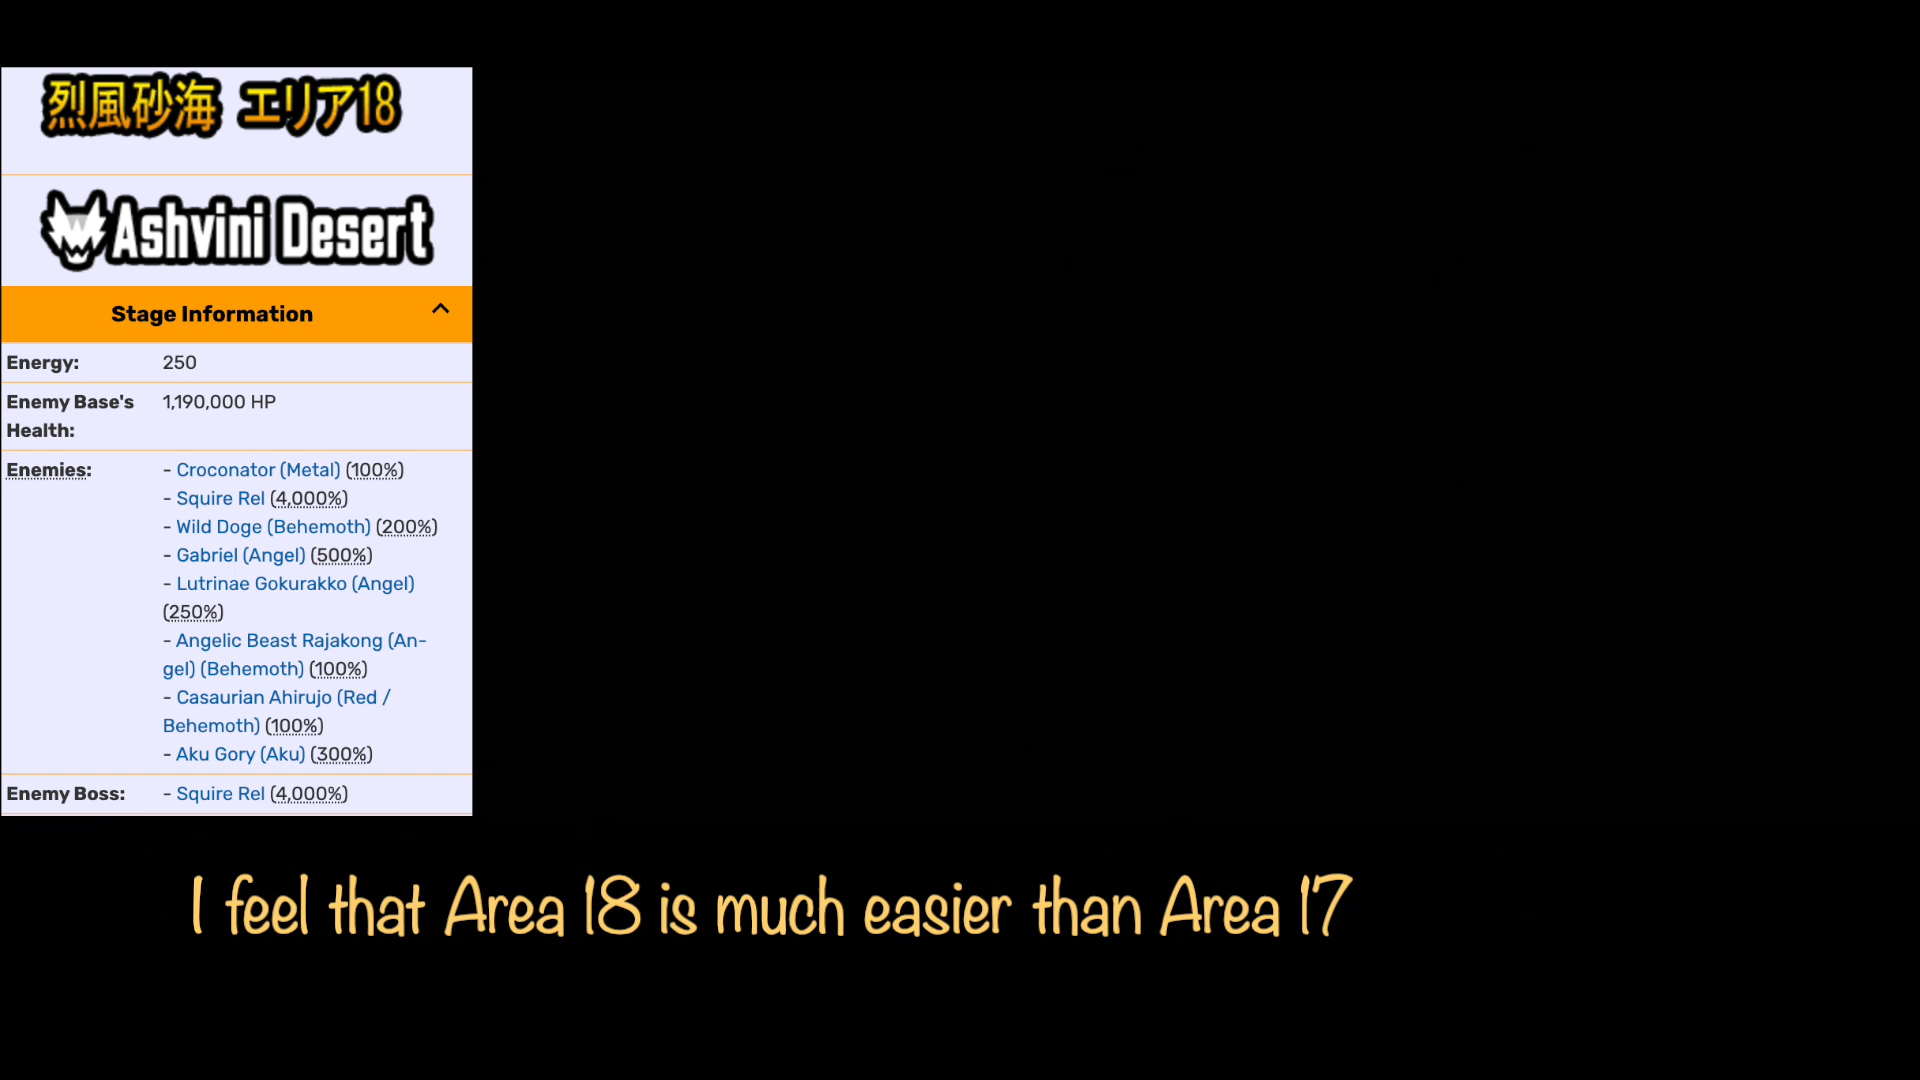 烈風砂海 エリア18
Ashvini Desert
Stage Information
Energy: 250
Enemy Base's 1,190,000 HP
Health:
Enemies: - Croconator (Metal) (100%)
- Squire Rel (4,000%)
- Wild Doge (Behemoth) (200%)
- Gabriel (Angel) (500%)
- Lutrinae Gokurakko (Angel)
(250%)
- Angelic Beast Rajakong (An-
gel) (Behemoth) (100%)
- Casaurian Ahirujo (Red /
Behemoth) (100%)
- Aku Gory (Aku) (300%)
Enemy Boss: - Squire Rel (4,000%)
I feel that Area 18 is much easier than Area 17